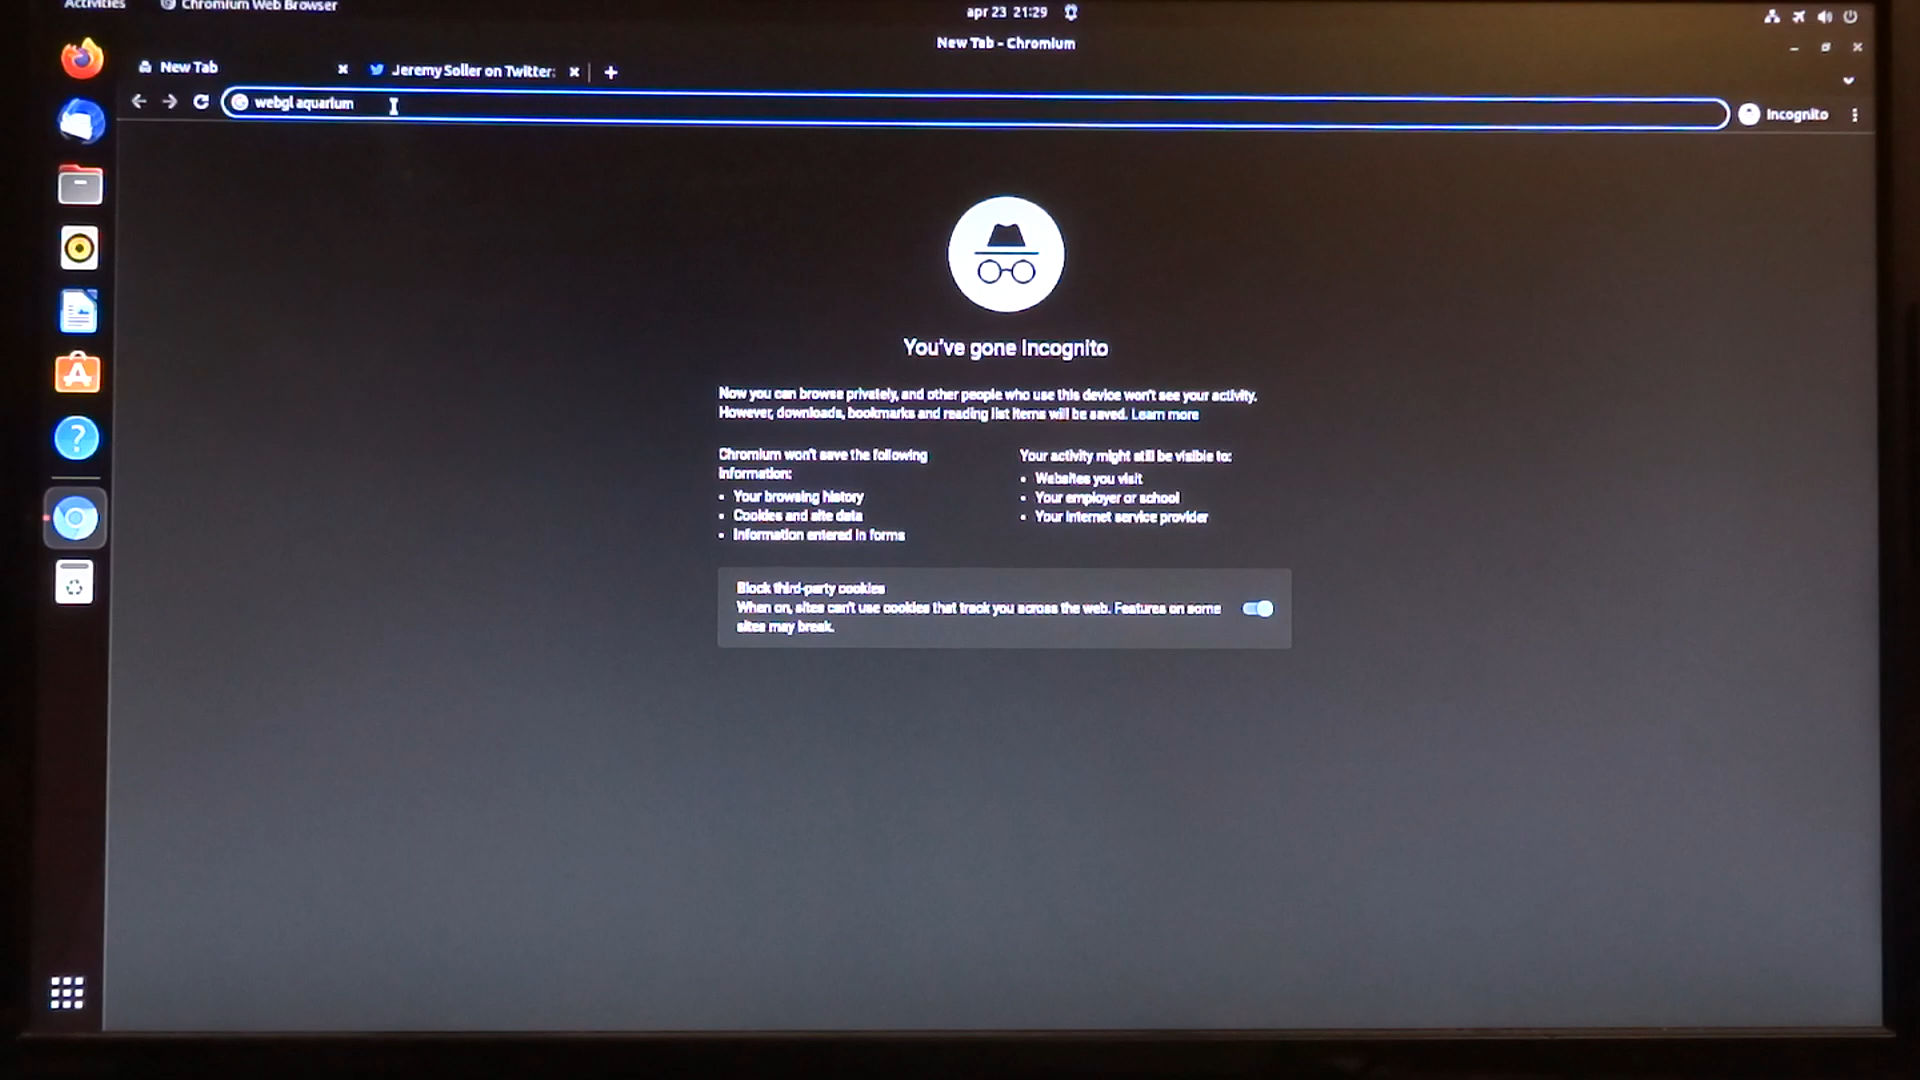 Activities
Chromium Web Browser
apr 23 21:29
New Tab - Chromium
New Tab
Jeremy Soller on Twitter:
webgl aquarium
Incognito
You've gone Incognito
Now you can browse privately, and other people who use this device won't see your activity.
However, downloads, bookmarks and reading list items will be saved. Learn more
Chromium won't save the following
information:
• Your browsing history
• Cookies and site data
• Information entered in forms
Your activity might still be visible to:
• Websites you visit
• Your employer or school
• Your internet service provider
Block third-party cookies
When on, sites can't use cookies that track you across the web. Features on some
sites may break.